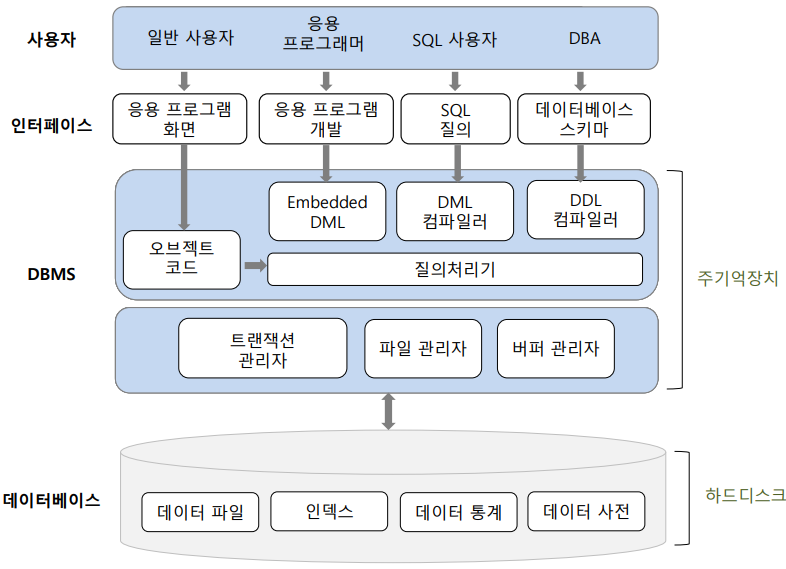 사용자
일반 사용자
응용
프로그래머
SQL 사용자
DBA
인터페이스
응용 프로그램
화면
응용 프로그램
개발
SQL
질의
데이터베이스
스키마
DBMS
Embedded
DML
DML
컴파일러
DDL
컴파일러
오브젝트
코드
질의처리기
주기억장치
트랜잭션
관리자
파일 관리자
버퍼 관리자
데이터베이스
데이터 파일
인덱스
데이터 통계
데이터 사전
하드디스크